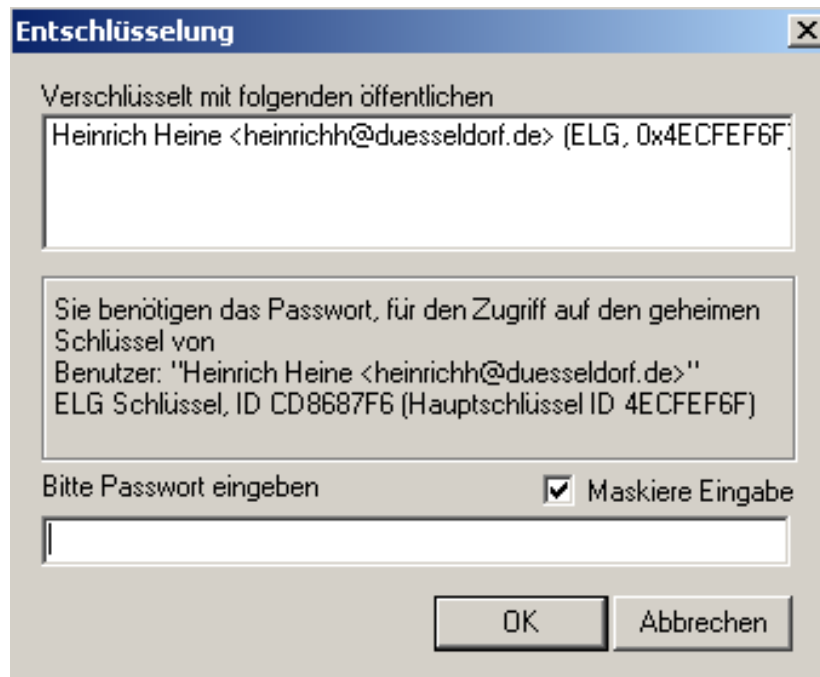 Entschlüsselung
Verschlüsselt mit folgenden öffentlichen
Heinrich Heine <heinrichh@duesseldorf.de> (ELG, 0x4ECFEF6F)
Sie benötigen das Passwort, für den Zugriff auf den geheimen
Schlüssel von
Benutzer: "Heinrich Heine <heinrichh@duesseldorf.de>"
ELG Schlüssel, ID CD8687F6 (Hauptschlüssel ID 4ECFEF6F)
Bitte Passwort eingeben
Maskiere Eingabe
OK
Abbrechen